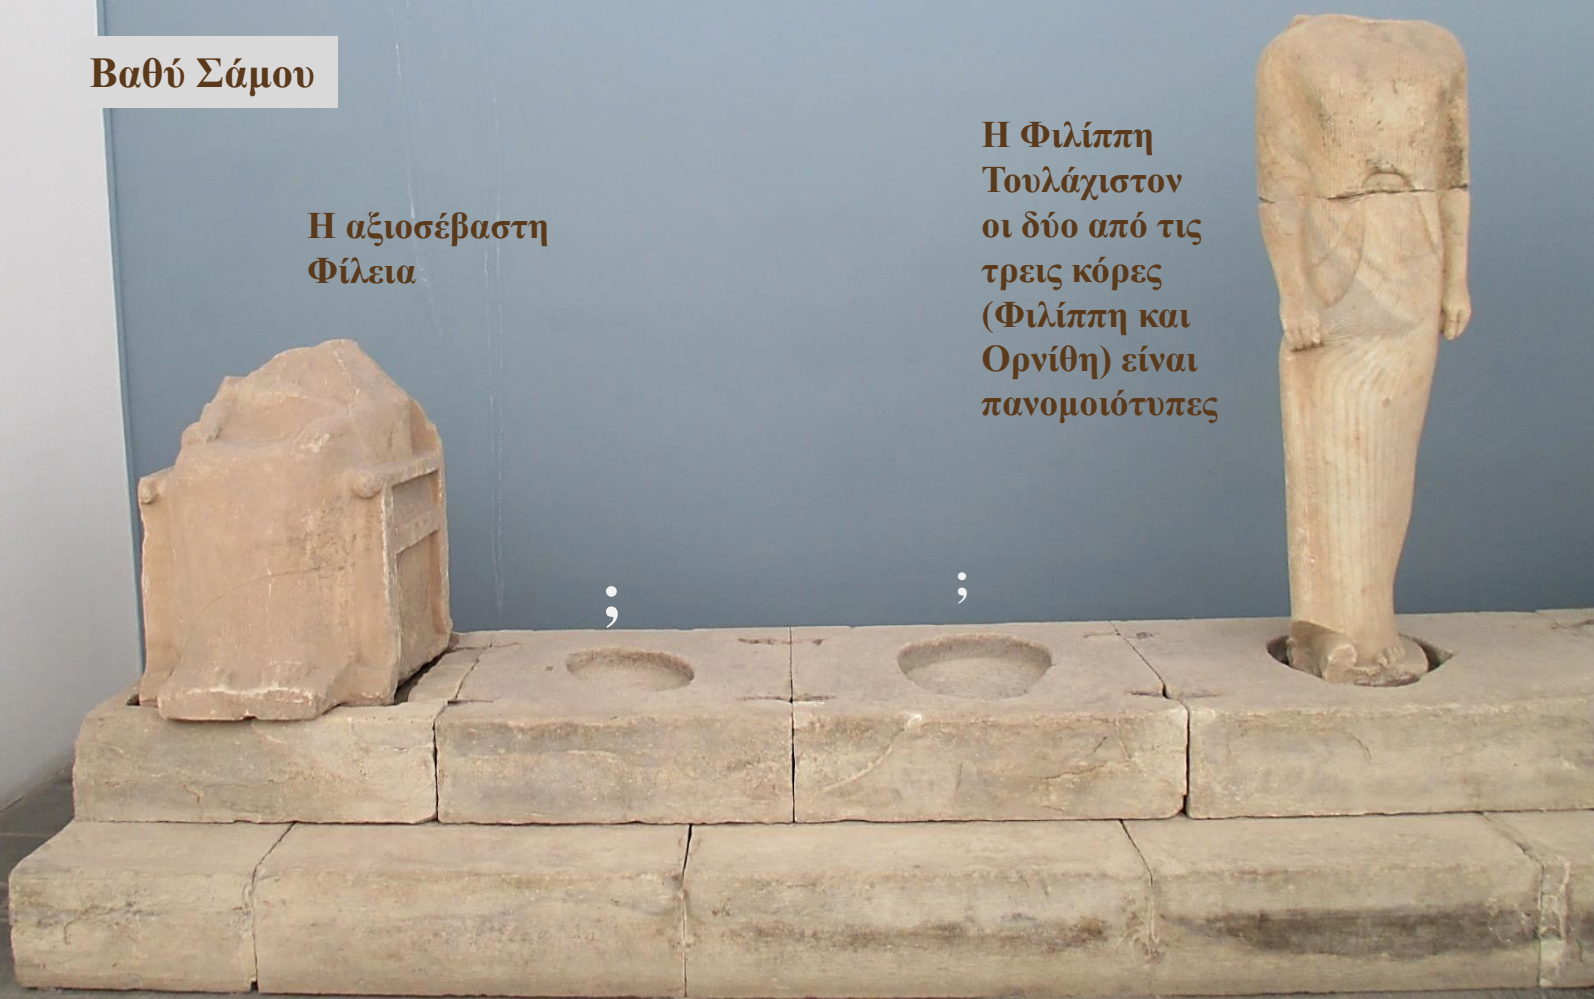 Βαθύ Σάμου
Η αξιοσέβαστη
Φίλεια
Η Φιλίππη
Τουλάχιστον
οι δύο από τις
τρεις κόρες
(Φιλίππη και
Ορνίθη) είναι
πανομοιότυπες
;
;